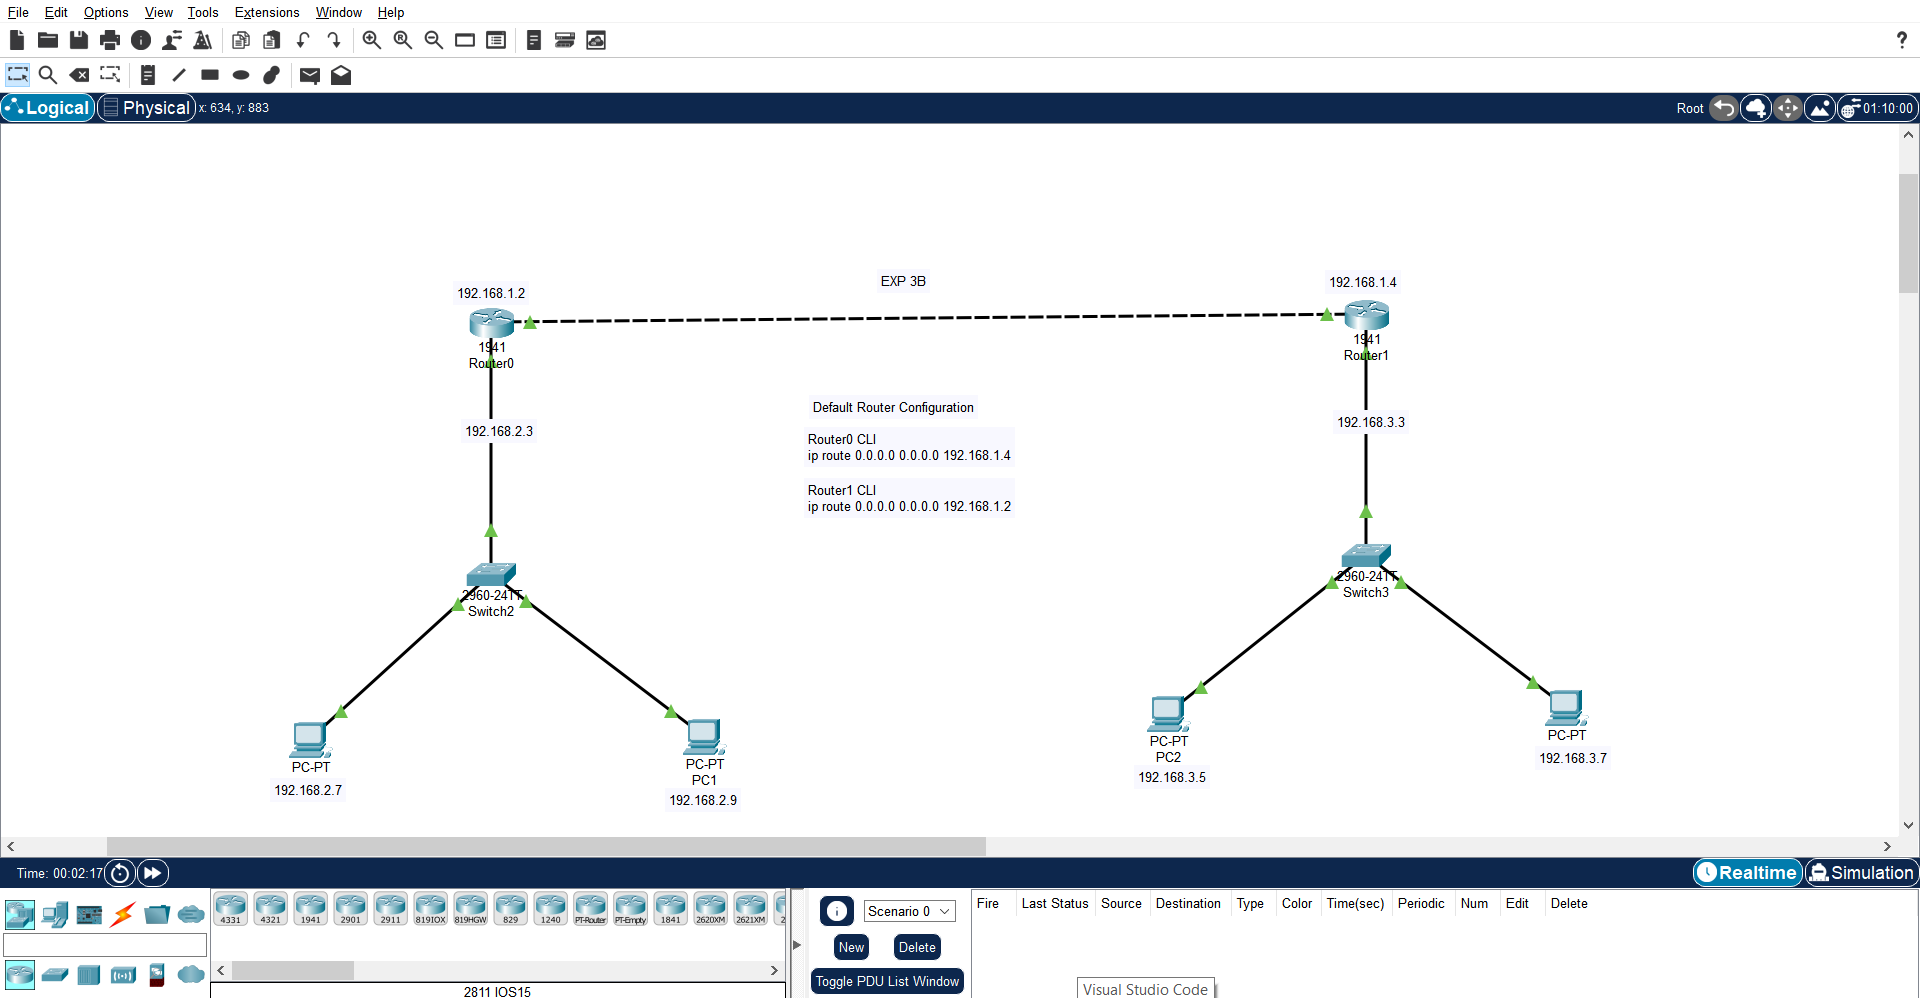 File Edit Options View Tools Extensions Window Help
?
Logical Physical x: 634, y: 883 Root 01:10:00
EXP 3B
192.168.1.2
192.168.1.4
1941
Router0
1941
Router1
192.168.2.3
192.168.3.3
Default Router Configuration
Router0 CLI
ip route 0.0.0.0 0.0.0.0 192.168.1.4
Router1 CLI
ip route 0.0.0.0 0.0.0.0 192.168.1.2
2960-24TT
Switch2
2960-24TT
Switch3
PC-PT
192.168.2.7
PC-PT
PC1
192.168.2.9
PC-PT
PC2
192.168.3.5
PC-PT
192.168.3.7
Time: 00:02:17 Realtime Simulation
4331 4321 1941 2901 2911 819IOX 819HGW 829 1240 PT-Router PT-Empty 1841 2620XM 2621XM 2
2811 IOS15
Scenario 0
New Delete
Toggle PDU List Window
Fire Last Status Source Destination Type Color Time(sec) Periodic Num Edit Delete
Visual Studio Code